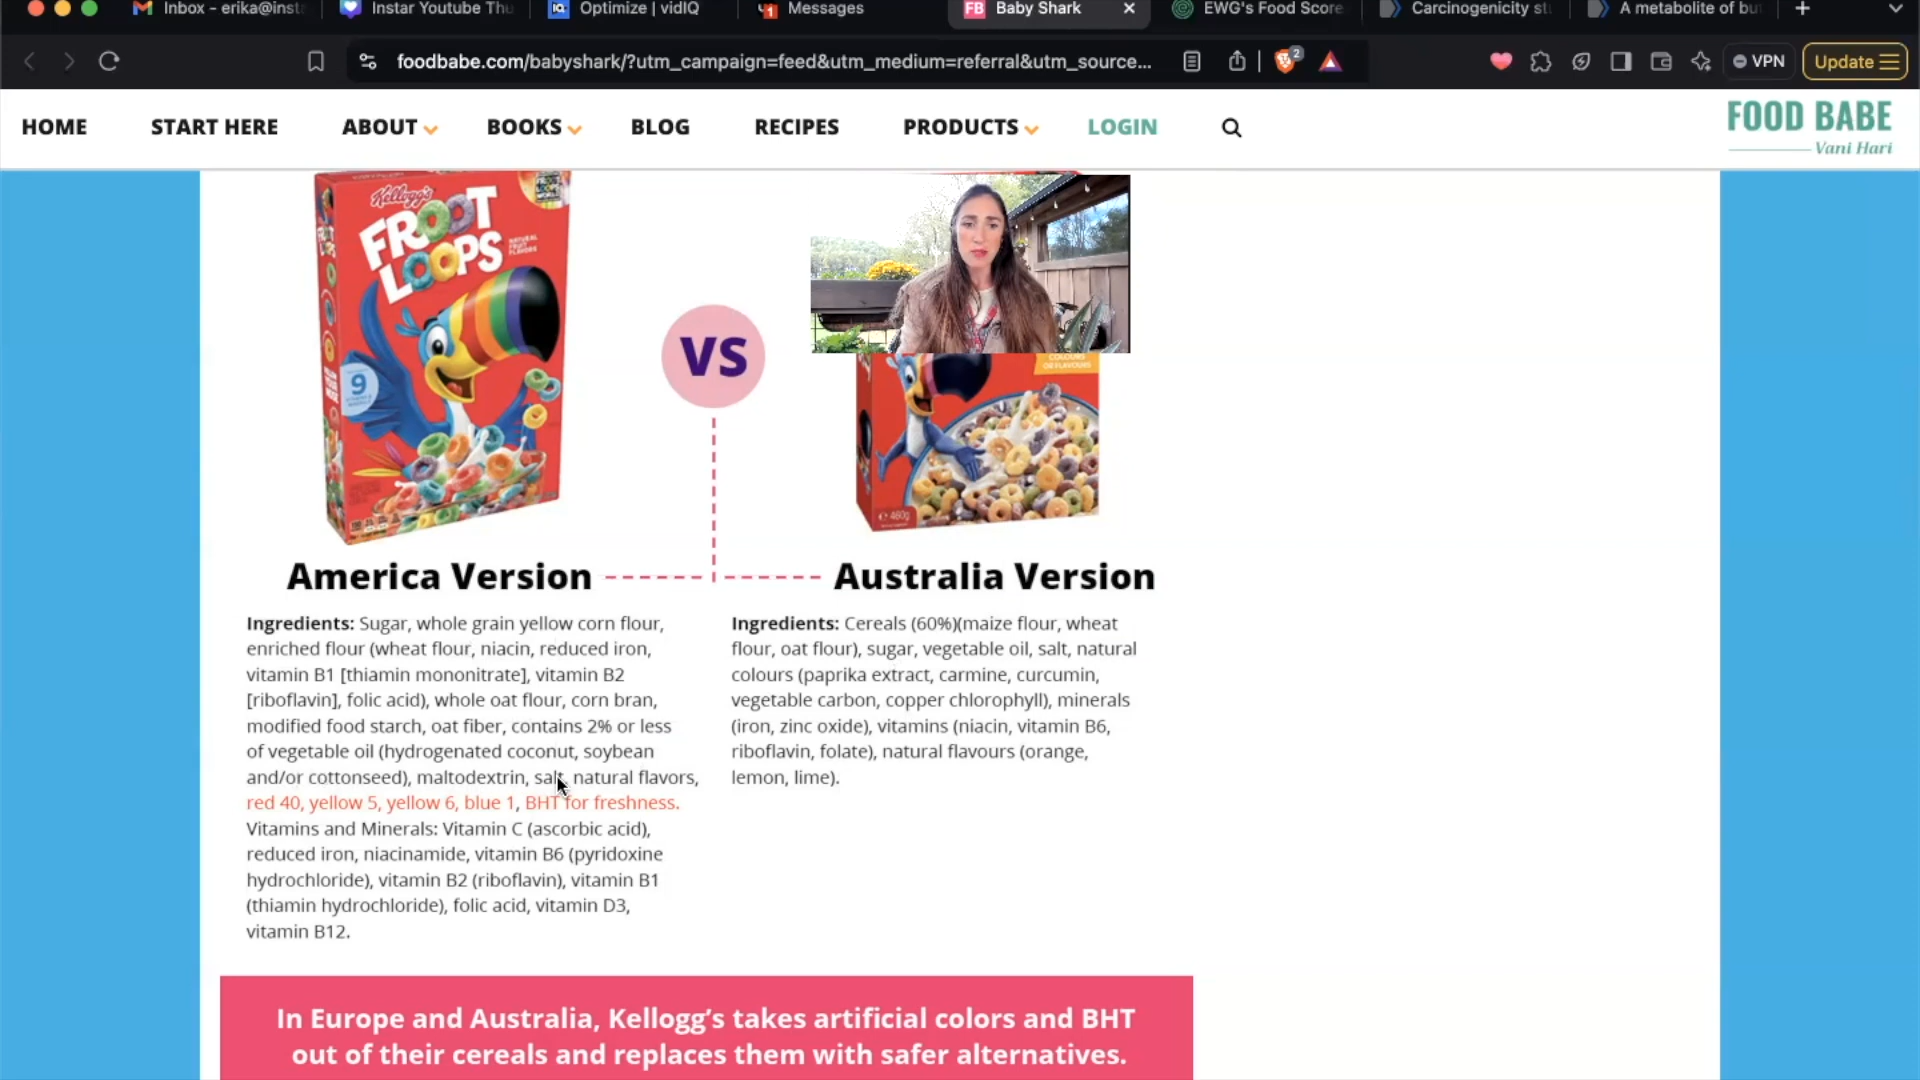 Inbox - erika@inst
Instar Youtube Thu
Optimize | vidIQ
Messages
FB Baby Shark
EWG's Food Score
Carcinogenicity st
A metabolite of bu
foodbabe.com/babyshark/?utm_campaign=feed&utm_medium=referral&utm_source...
2
VPN
Update
HOME START HERE ABOUT BOOKS BLOG RECIPES PRODUCTS LOGIN
FOOD BABE
Vani Hari
Kellogg's
FROOT
LOOPS
NATURAL
FRUIT
FLAVORS
9
VS
COLOURS
OR FLAVOURS
460g
America Version
Australia Version
Ingredients: Sugar, whole grain yellow corn flour,
enriched flour (wheat flour, niacin, reduced iron,
vitamin B1 [thiamin mononitrate], vitamin B2
[riboflavin], folic acid), whole oat flour, corn bran,
modified food starch, oat fiber, contains 2% or less
of vegetable oil (hydrogenated coconut, soybean
and/or cottonseed), maltodextrin, salt, natural flavors,
red 40, yellow 5, yellow 6, blue 1, BHT for freshness.
Vitamins and Minerals: Vitamin C (ascorbic acid),
reduced iron, niacinamide, vitamin B6 (pyridoxine
hydrochloride), vitamin B2 (riboflavin), vitamin B1
(thiamin hydrochloride), folic acid, vitamin D3,
vitamin B12.
Ingredients: Cereals (60%)(maize flour, wheat
flour, oat flour), sugar, vegetable oil, salt, natural
colours (paprika extract, carmine, curcumin,
vegetable carbon, copper chlorophyll), minerals
(iron, zinc oxide), vitamins (niacin, vitamin B6,
riboflavin, folate), natural flavours (orange,
lemon, lime).
In Europe and Australia, Kellogg's takes artificial colors and BHT
out of their cereals and replaces them with safer alternatives.